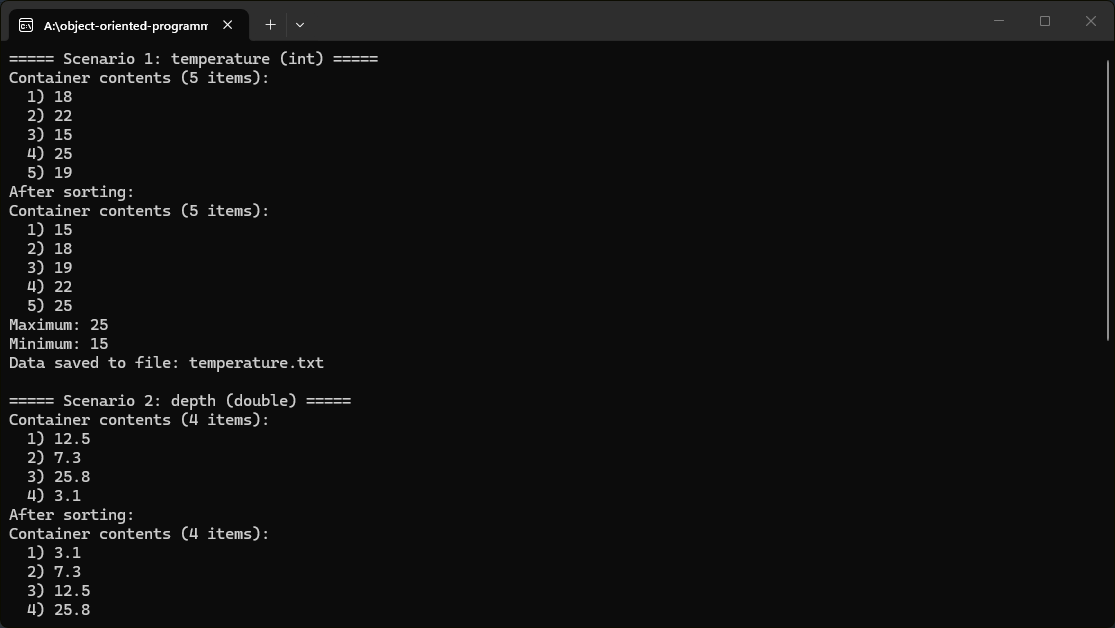 A:\object-oriented-programm
===== Scenario 1: temperature (int) =====
Container contents (5 items):
  1) 18
  2) 22
  3) 15
  4) 25
  5) 19
After sorting:
Container contents (5 items):
  1) 15
  2) 18
  3) 19
  4) 22
  5) 25
Maximum: 25
Minimum: 15
Data saved to file: temperature.txt

===== Scenario 2: depth (double) =====
Container contents (4 items):
  1) 12.5
  2) 7.3
  3) 25.8
  4) 3.1
After sorting:
Container contents (4 items):
  1) 3.1
  2) 7.3
  3) 12.5
  4) 25.8